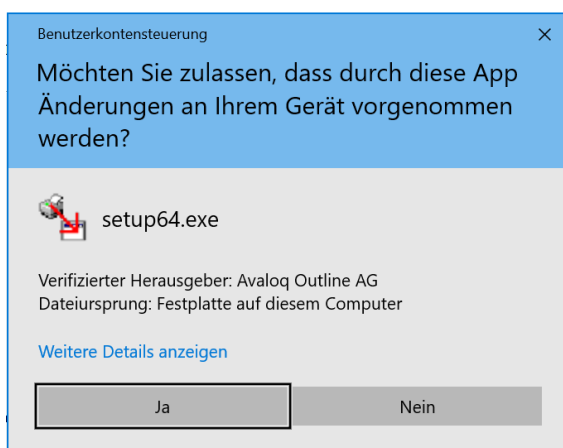 Benutzerkontensteuerung
Möchten Sie zulassen, dass durch diese App
Änderungen an Ihrem Gerät vorgenommen
werden?
setup64.exe
Verifizierter Herausgeber: Avaloq Outline AG
Dateiursprung: Festplatte auf diesem Computer
Weitere Details anzeigen
Ja
Nein